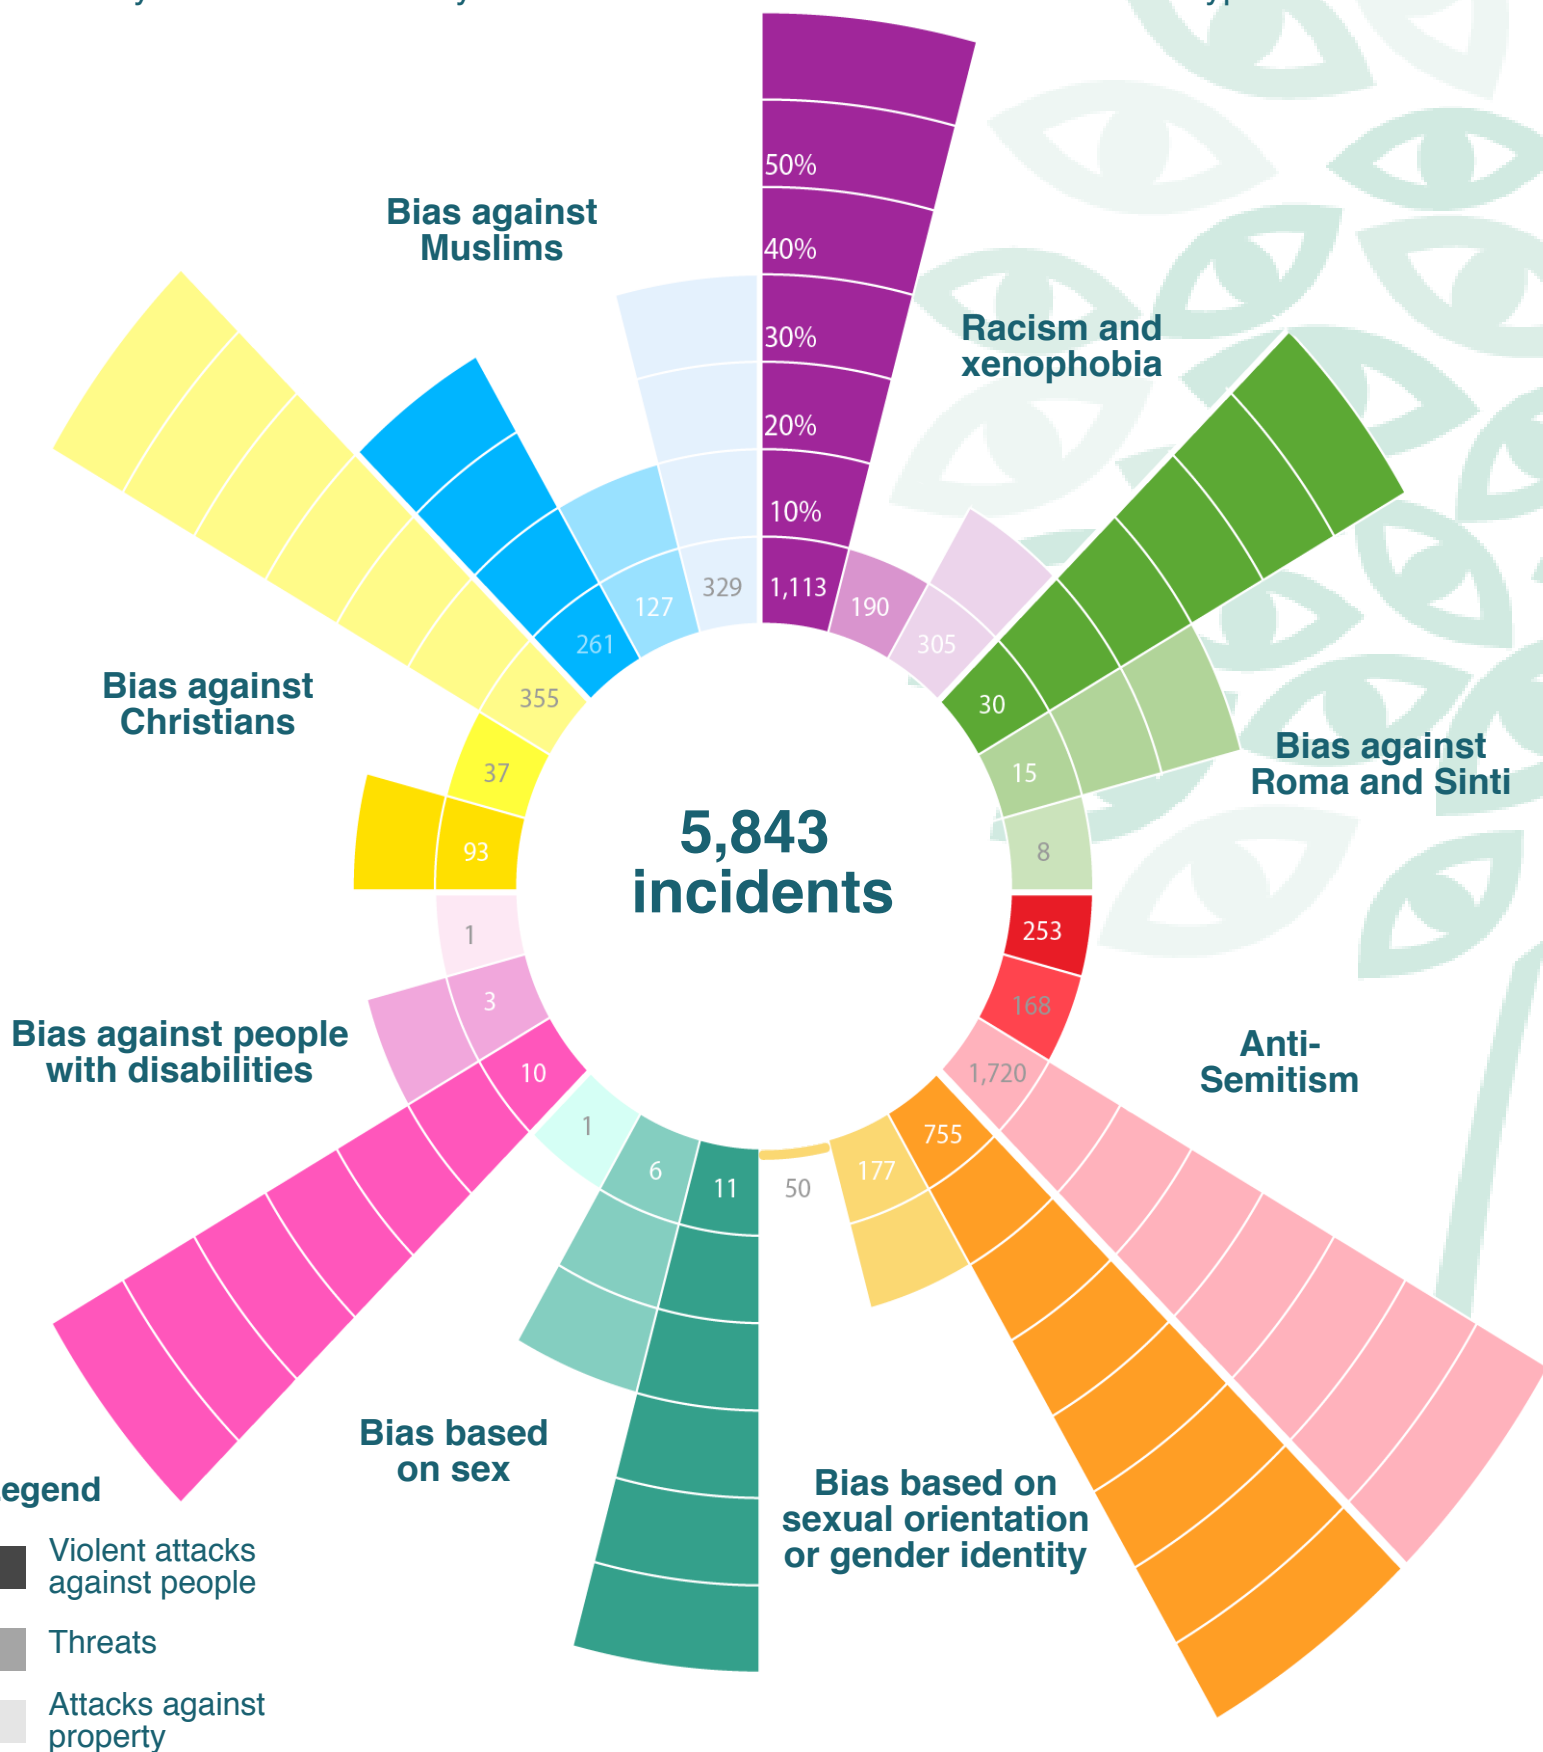 50%
40%
30%
20%
10%
Bias against
Muslims
Racism and
xenophobia
329
1,113
190
305
127
261
355
37
93
30
15
8
Bias against
Christians
Bias against
Roma and Sinti
5,843
incidents
253
168
1,720
Anti-
Semitism
1
3
10
Bias against people
with disabilities
1
6
11
50
177
755
Bias based
on sex
Bias based on
sexual orientation
or gender identity
egend
Violent attacks
against people
Threats
Attacks against
property